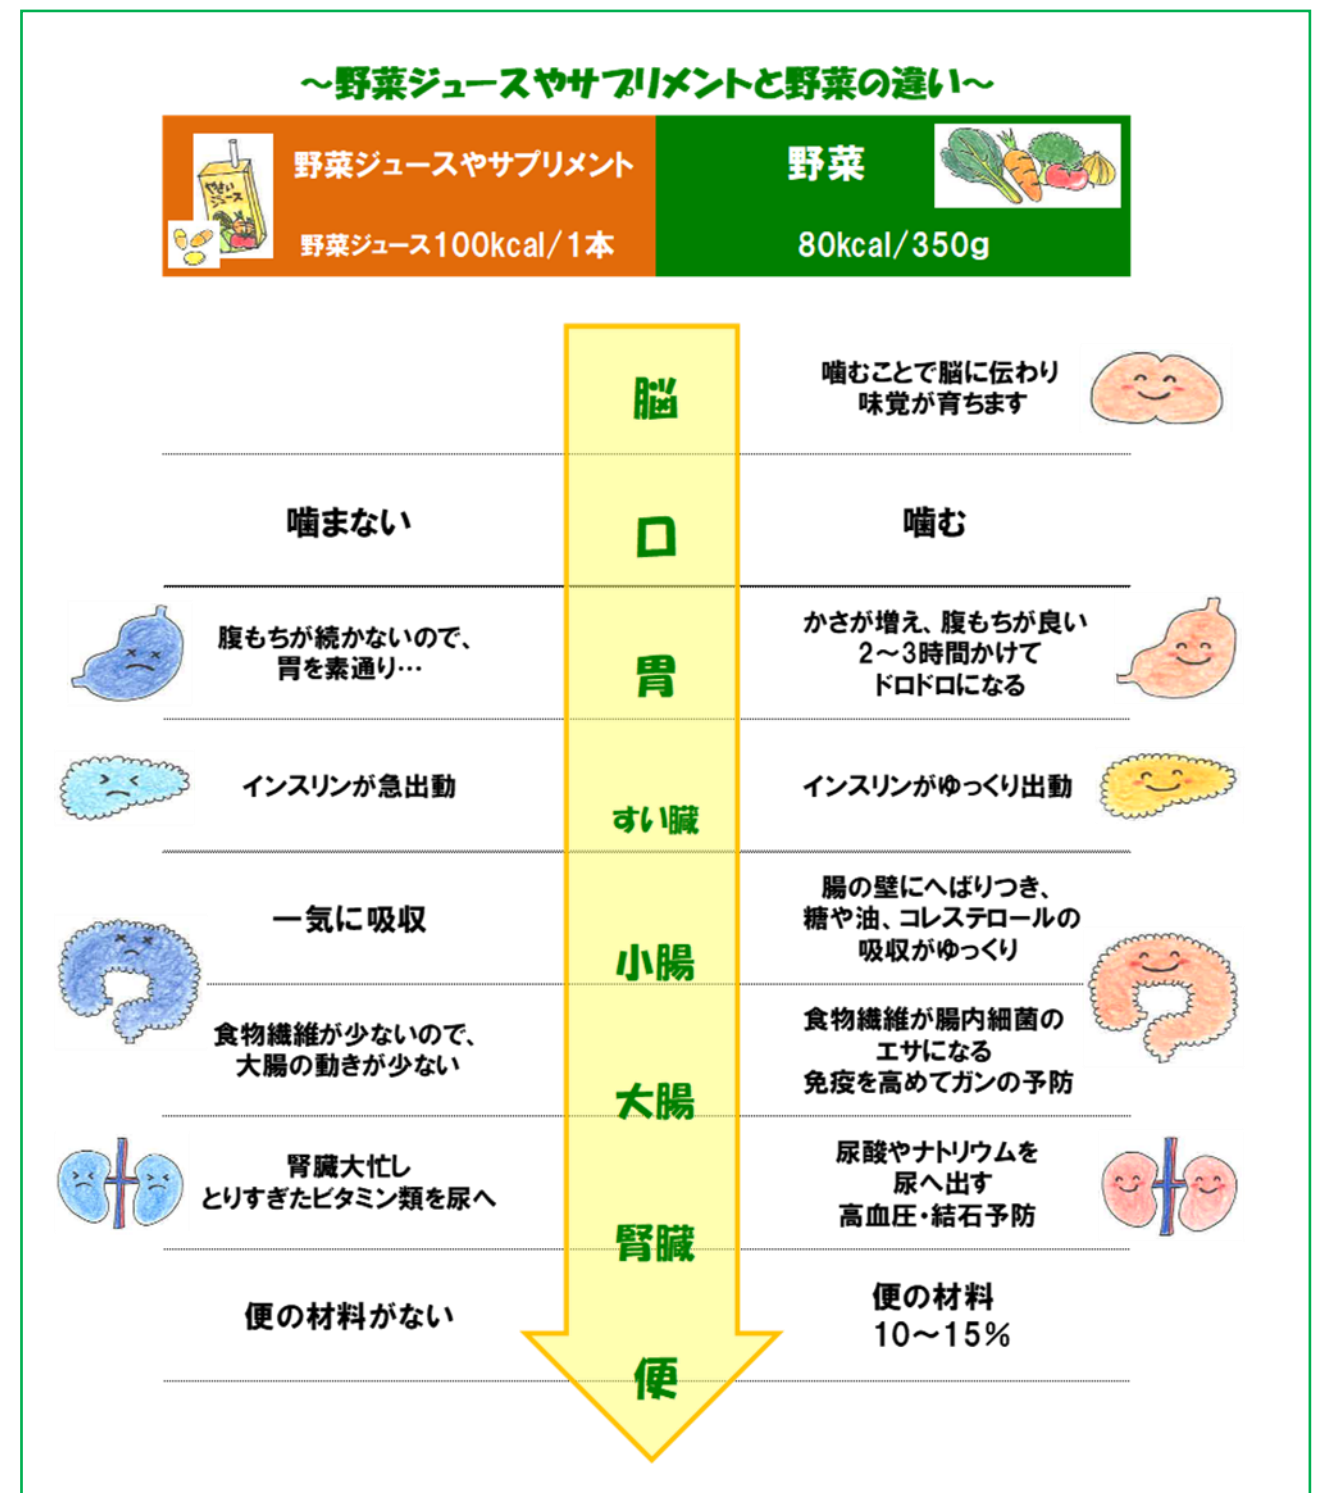 ～野菜ジュースやサプリメントと野菜の違い～
野菜ジュースやサプリメント
やさい
ジュース
野菜ジュース100kcal/1本
野菜
80kcal/350g
脳
噛むことで脳に伝わり
味覚が育ちます
噛まない
口
噛む
腹もちが続かないので、
胃を素通り…
胃
かさが増え、腹もちが良い
2～3時間かけて
ドロドロになる
インスリンが急出動
すい臓
インスリンがゆっくり出動
一気に吸収
小腸
腸の壁にへばりつき、
糖や油、コレステロールの
吸収がゆっくり
食物繊維が少ないので、
大腸の動きが少ない
大腸
食物繊維が腸内細菌の
エサになる
免疫を高めてガンの予防
腎臓大忙し
とりすぎたビタミン類を尿へ
腎臓
尿酸やナトリウムを
尿へ出す
高血圧・結石予防
便の材料がない
便
便の材料
10～15%